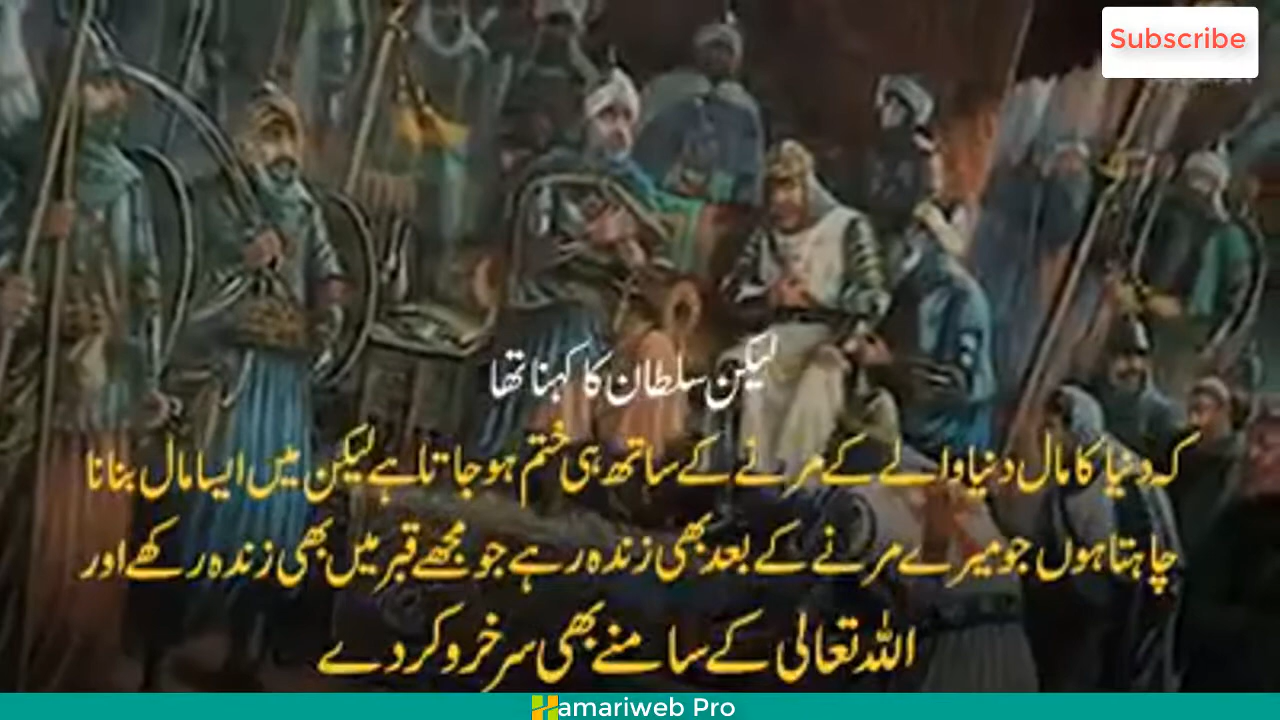 Subscribe
لیکن سلطان کا کہنا تھا
کہ دنیا کا مال دنیا والے کے مرنے کے ساتھ ہی ختم ہو جاتا ہے لیکن میں ایسا مال بنانا
چاہتا ہوں جو میرے مرنے کے بعد بھی زندہ رہے جو مجھے قبر میں بھی زندہ رکھے اور
اللہ تعالی کے سامنے بھی سرخرو کر دے
Hamariweb Pro